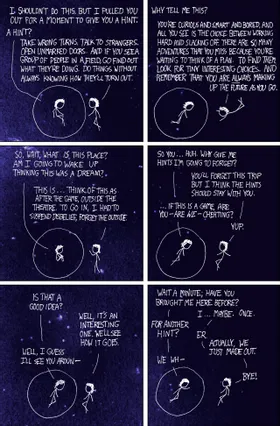 I SHOULDN'T DO THIS BUT I PULLED YOU
OUT FOR A MOMENT TO GIVE YOU A HINT.
A HINT?
TAKE WRONG TURNS. TALK TO STRANGERS.
OPEN UNMARKED DOORS. AND IF YOU SEE A
GROUP OF PEOPLE IN A FIELD, GO FIND OUT
WHAT THEY'RE DOING. DO THINGS WITHOUT
ALWAYS KNOWING HOW THEY'LL TURN OUT.
WHY TELL ME THIS?
YOU'RE CURIOUS AND SMART AND BORED, AND
ALL YOU SEE IS THE CHOICE BETWEEN WORKING
HARD AND SLACKING OFF. THERE ARE SO MANY
ADVENTURES THAT YOU MISS BECAUSE YOU'RE
WAITING TO THINK OF A PLAN. TO FIND THEM,
LOOK FOR TINY INTERESTING CHOICES. AND
REMEMBER THAT YOU ARE ALWAYS MAKING
UP THE FUTURE AS YOU GO.
SO, WAIT, WHAT IS THIS PLACE?
AM I GOING TO WAKE UP
THINKING THIS WAS A DREAM?
THIS IS... THINK OF THIS AS
AFTER THE GAME, OUTSIDE THE
THEATRE. TO GO IN, I HAD TO
SUSPEND DISBELIEF, FORGET THE OUTSIDE
SO YOU... HUH. WHY GIVE ME
HINTS I'M GOING TO FORGET?
YOU'LL FORGET THIS TRIP
BUT I THINK THE HINTS
SHOULD STAY WITH YOU.
... IF THIS IS A GAME, ARE
YOU-ARE WE-CHEATING?
YUP.
IS THAT A
GOOD IDEA?
WELL, IT'S AN
INTERESTING
ONE. WE'LL SEE
HOW IT GOES.
WELL, I GUESS
I'LL SEE YOU AROUN-
WAIT A MINUTE, HAVE YOU
BROUGHT ME HERE BEFORE?
I... MAYBE. ONCE.
FOR ANOTHER
HINT?
ER,
ACTUALLY, WE
JUST MADE OUT.
WE WH-
BYE!